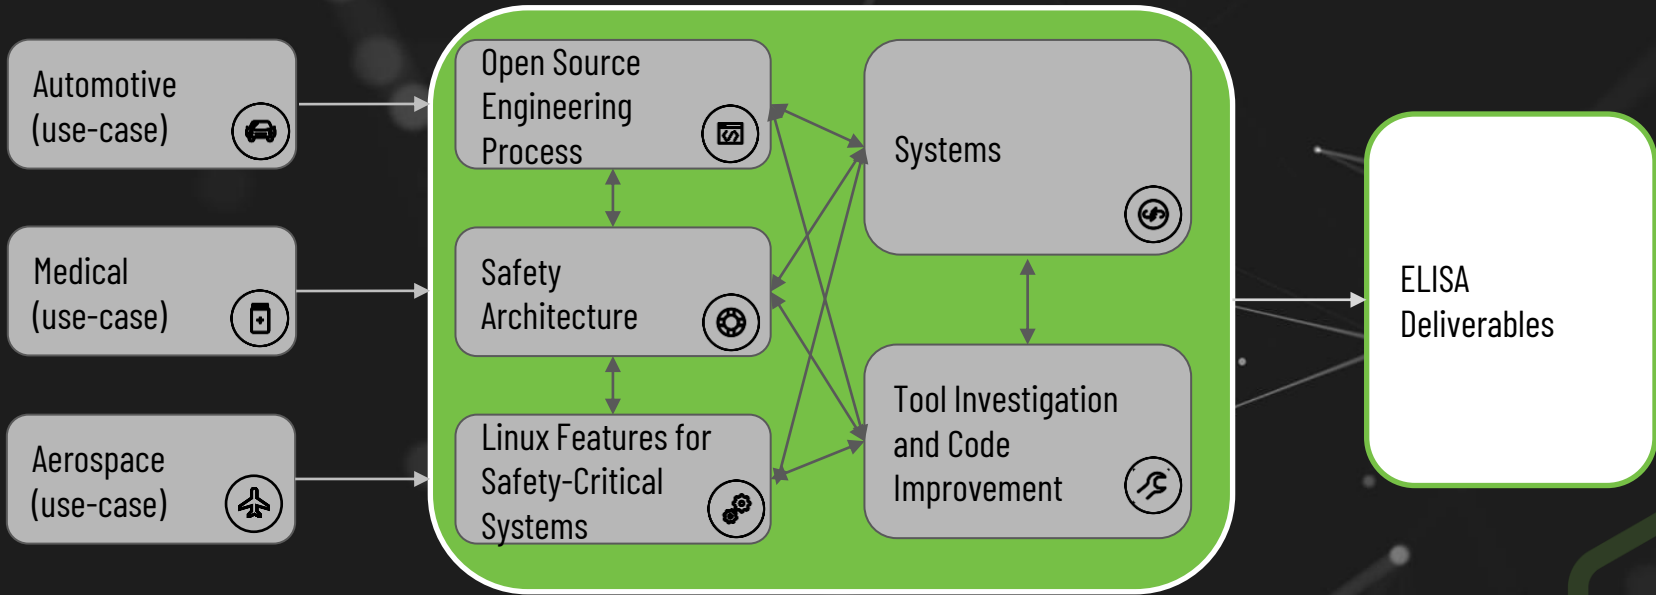 Automotive
(use-case)
Medical
(use-case)
Aerospace
(use-case)
Open Source
Engineering
Process
Safety
Architecture
Linux Features for
Safety-Critical
Systems
Systems
Tool Investigation
and Code
Improvement
ELISA
Deliverables